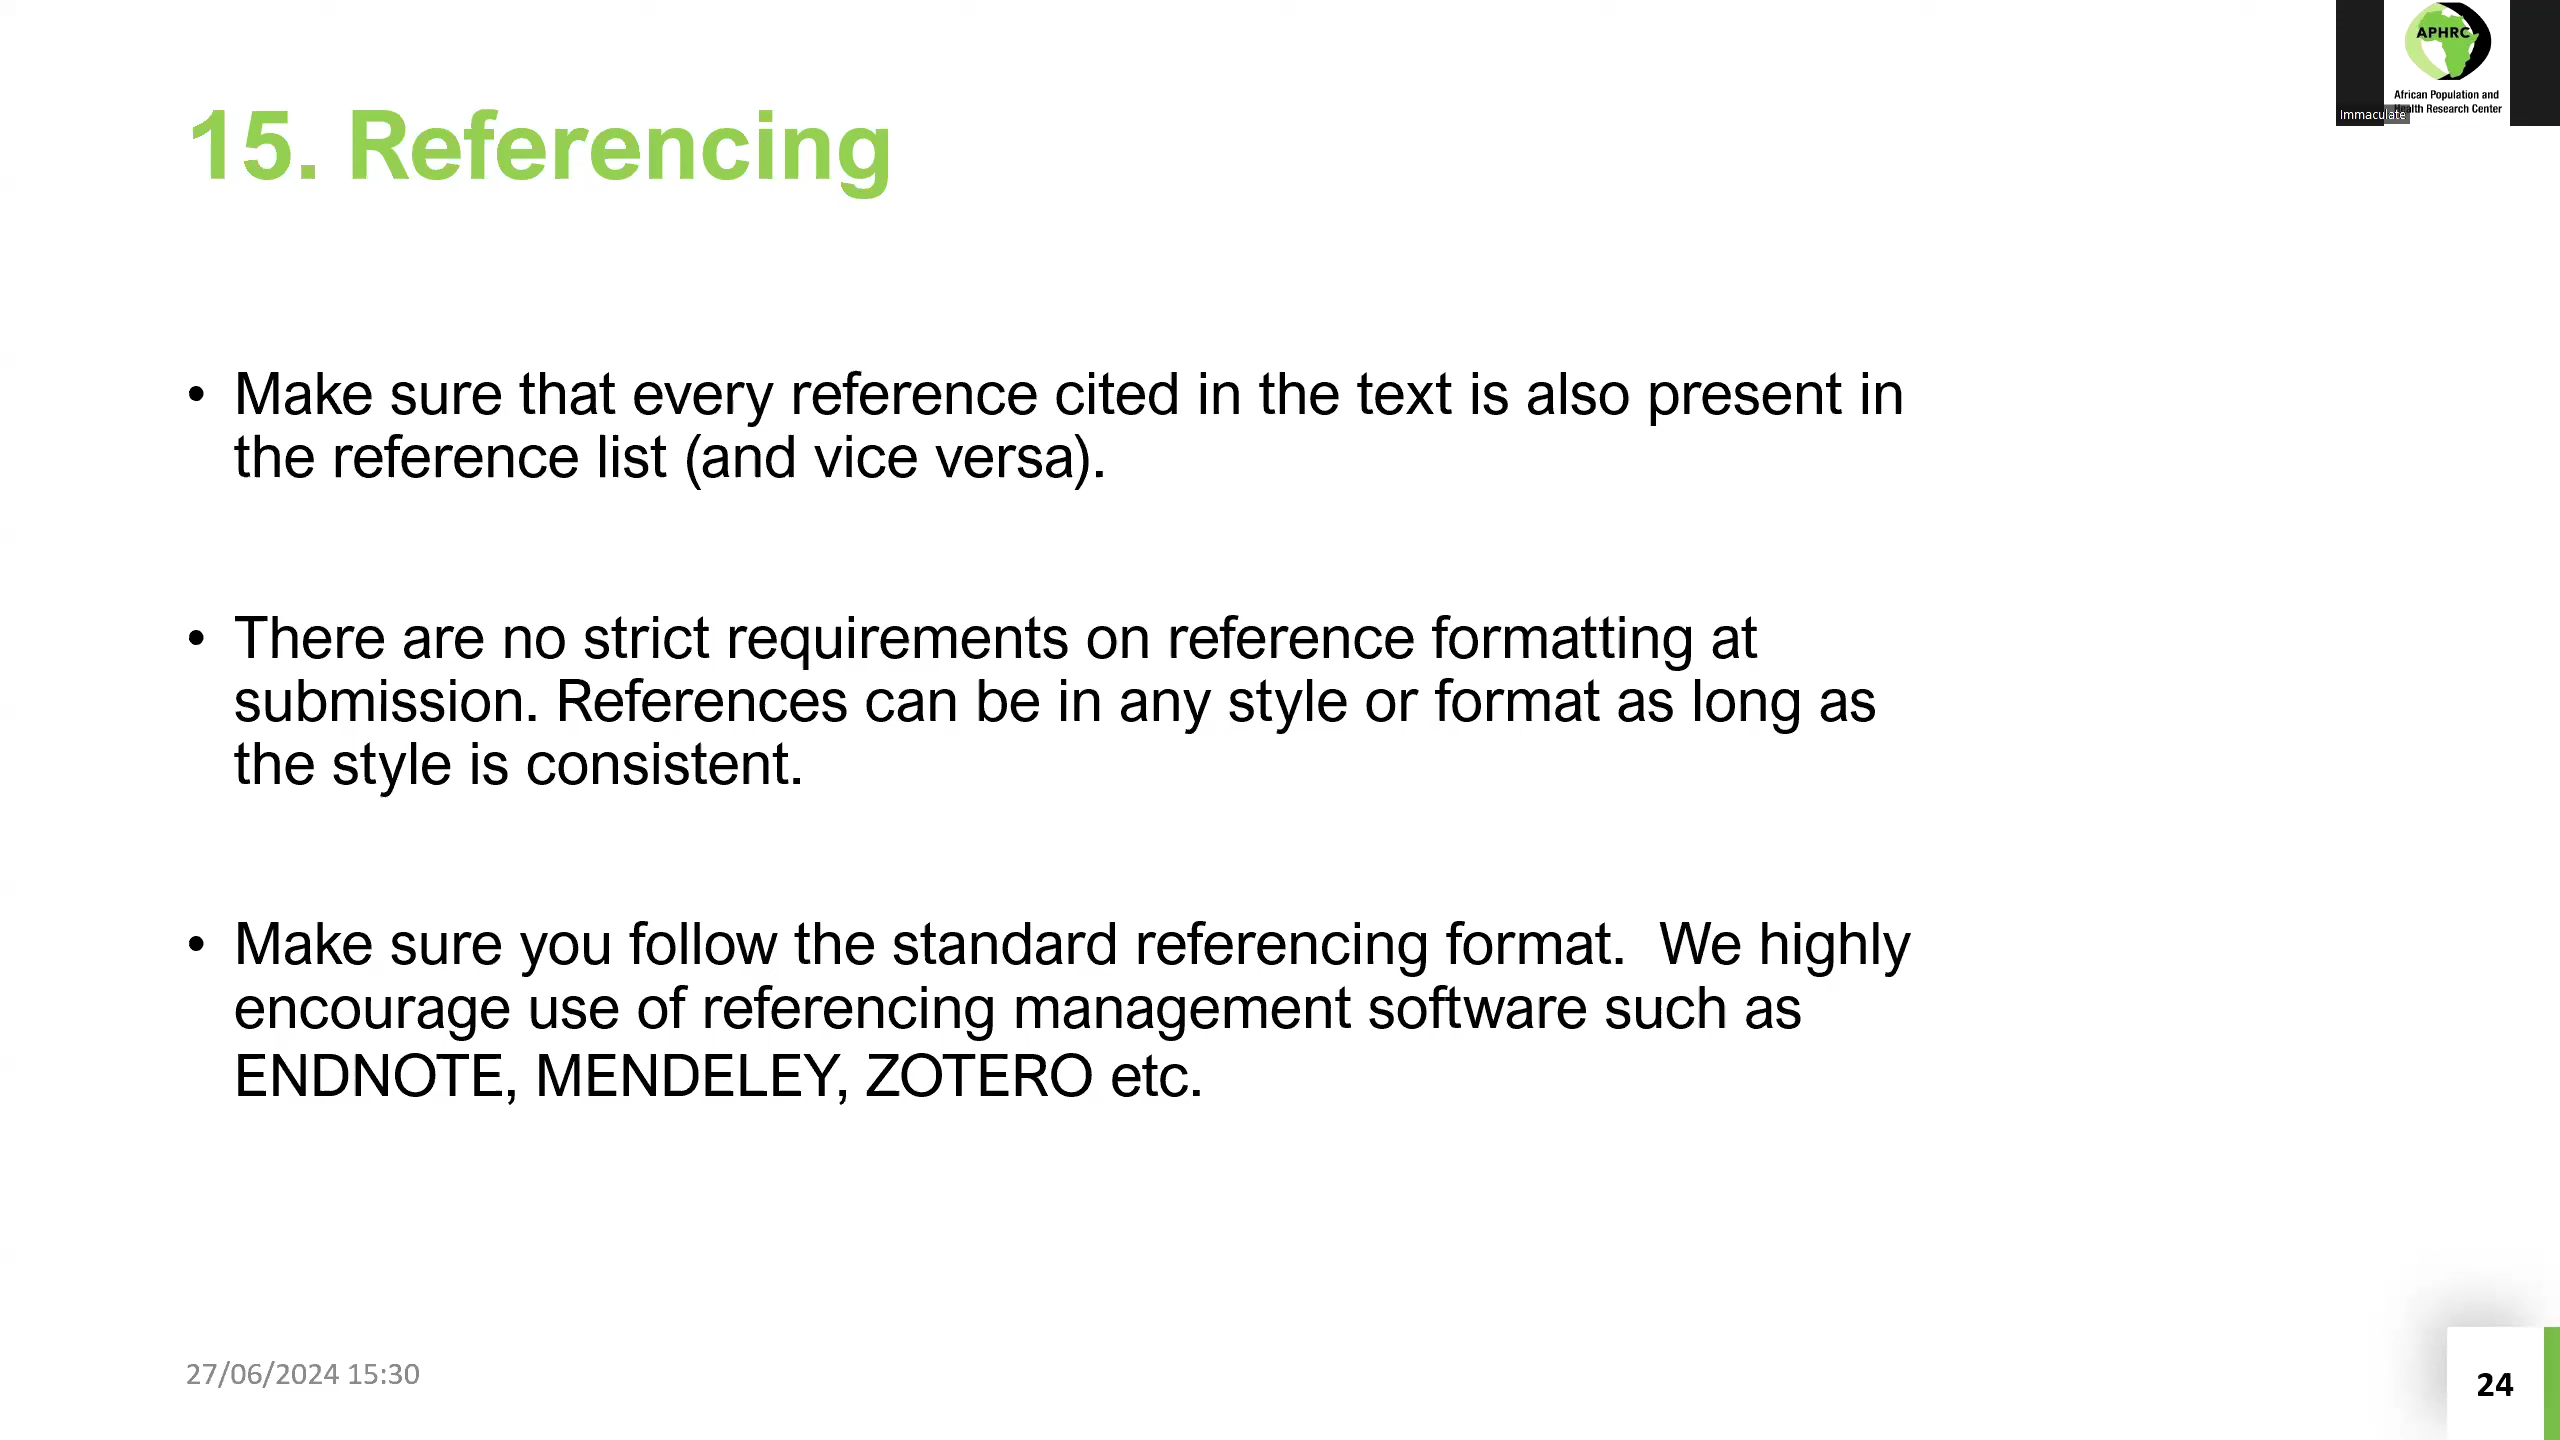 APHRC
African Population and
Health Research Center
Immaculate
15. Referencing
• Make sure that every reference cited in the text is also present in
the reference list (and vice versa).
• There are no strict requirements on reference formatting at
submission. References can be in any style or format as long as
the style is consistent.
• Make sure you follow the standard referencing format.  We highly
encourage use of referencing management software such as
ENDNOTE, MENDELEY, ZOTERO etc.
27/06/2024 15:30
24